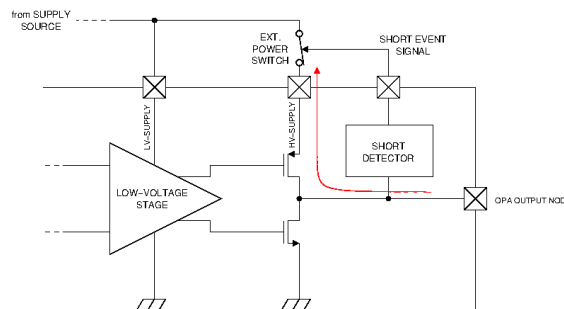 from SUPPLY
SOURCE
EXT.
POWER
SWITCH
SHORT EVENT
SIGNAL
LV-SUPPLY
HV-SUPPLY
SHORT
DETECTOR
LOW-VOLTAGE
STAGE
OPA OUTPUT NOD